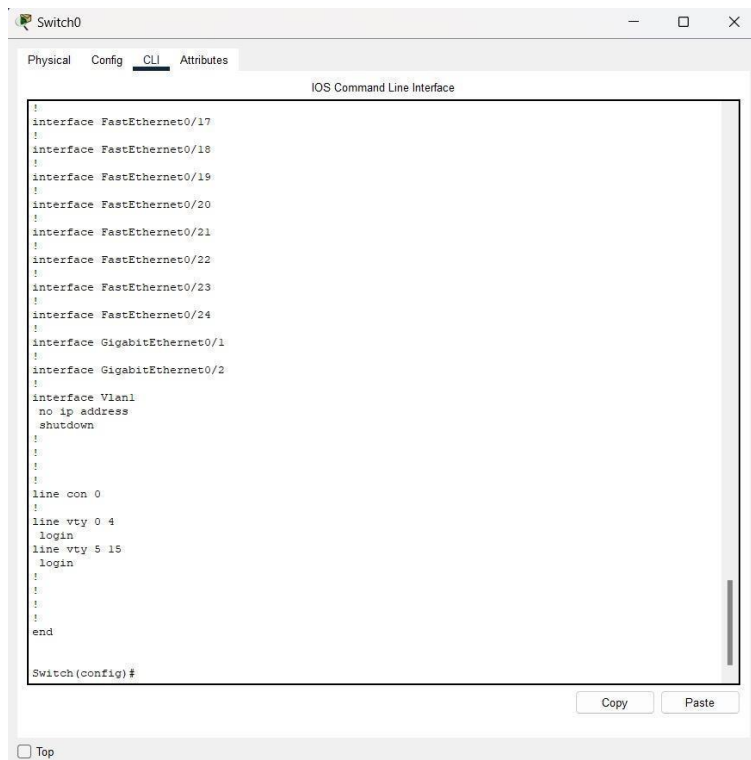 Switch0
Physical Config CLI Attributes
IOS Command Line Interface
!
interface FastEthernet0/17
!
interface FastEthernet0/18
!
interface FastEthernet0/19
!
interface FastEthernet0/20
!
interface FastEthernet0/21
!
interface FastEthernet0/22
!
interface FastEthernet0/23
!
interface FastEthernet0/24
!
interface GigabitEthernet0/1
!
interface GigabitEthernet0/2
!
interface Vlan1
 no ip address
 shutdown
!
!
!
!
line con 0
!
line vty 0 4
 login
line vty 5 15
 login
!
!
!
!
end
Switch(config)#
Copy Paste
Top